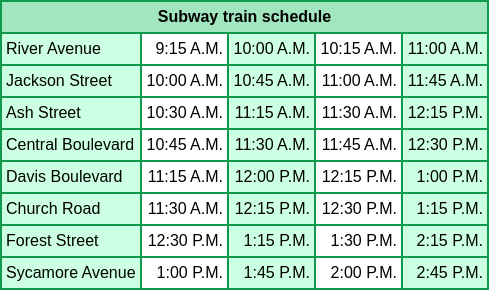 Subway train schedule
River Avenue 9:15 A.M. 10:00 A.M. 10:15 A.M. 11:00 A.M.
Jackson Street 10:00 A.M. 10:45 A.M. 11:00 A.M. 11:45 A.M.
Ash Street 10:30 A.M. 11:15 A.M. 11:30 A.M. 12:15 P.M.
Central Boulevard 10:45 A.M. 11:30 A.M. 11:45 A.M. 12:30 P.M.
Davis Boulevard 11:15 A.M. 12:00 P.M. 12:15 P.M. 1:00 P.M.
Church Road 11:30 A.M. 12:15 P.M. 12:30 P.M. 1:15 P.M.
Forest Street 12:30 P.M. 1:15 P.M. 1:30 P.M. 2:15 P.M.
Sycamore Avenue 1:00 P.M. 1:45 P.M. 2:00 P.M. 2:45 P.M.